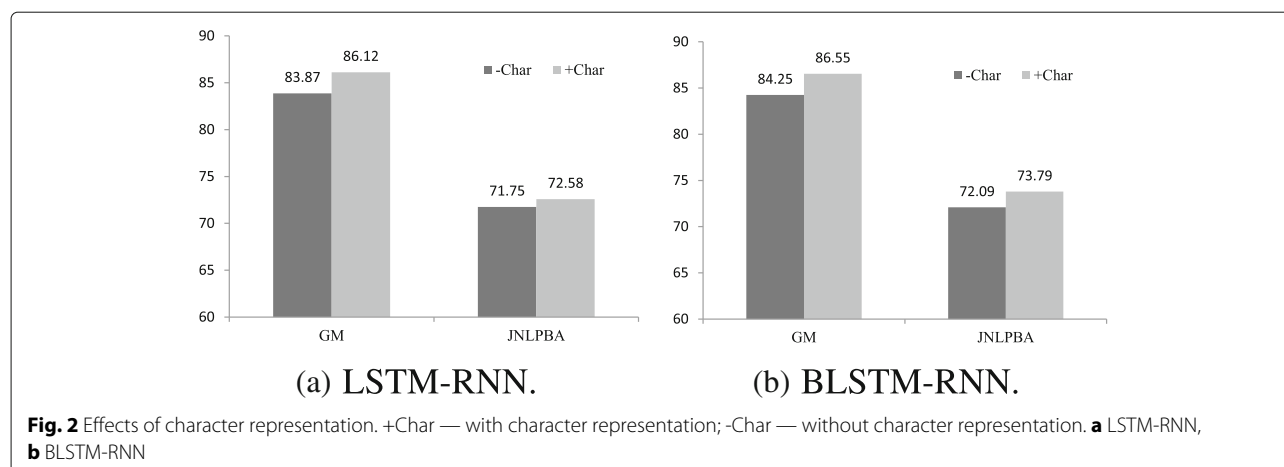 90
85
80
75
70
65
60
83.87
86.12
71.75
72.58
-Char
+Char
GM
JNLPBA
(a) LSTM-RNN.
90
85
80
75
70
65
60
84.25
86.55
72.09
73.79
-Char
+Char
GM
JNLPBA
(b) BLSTM-RNN.
Fig. 2 Effects of character representation. +Char — with character representation; -Char — without character representation. a LSTM-RNN,
b BLSTM-RNN